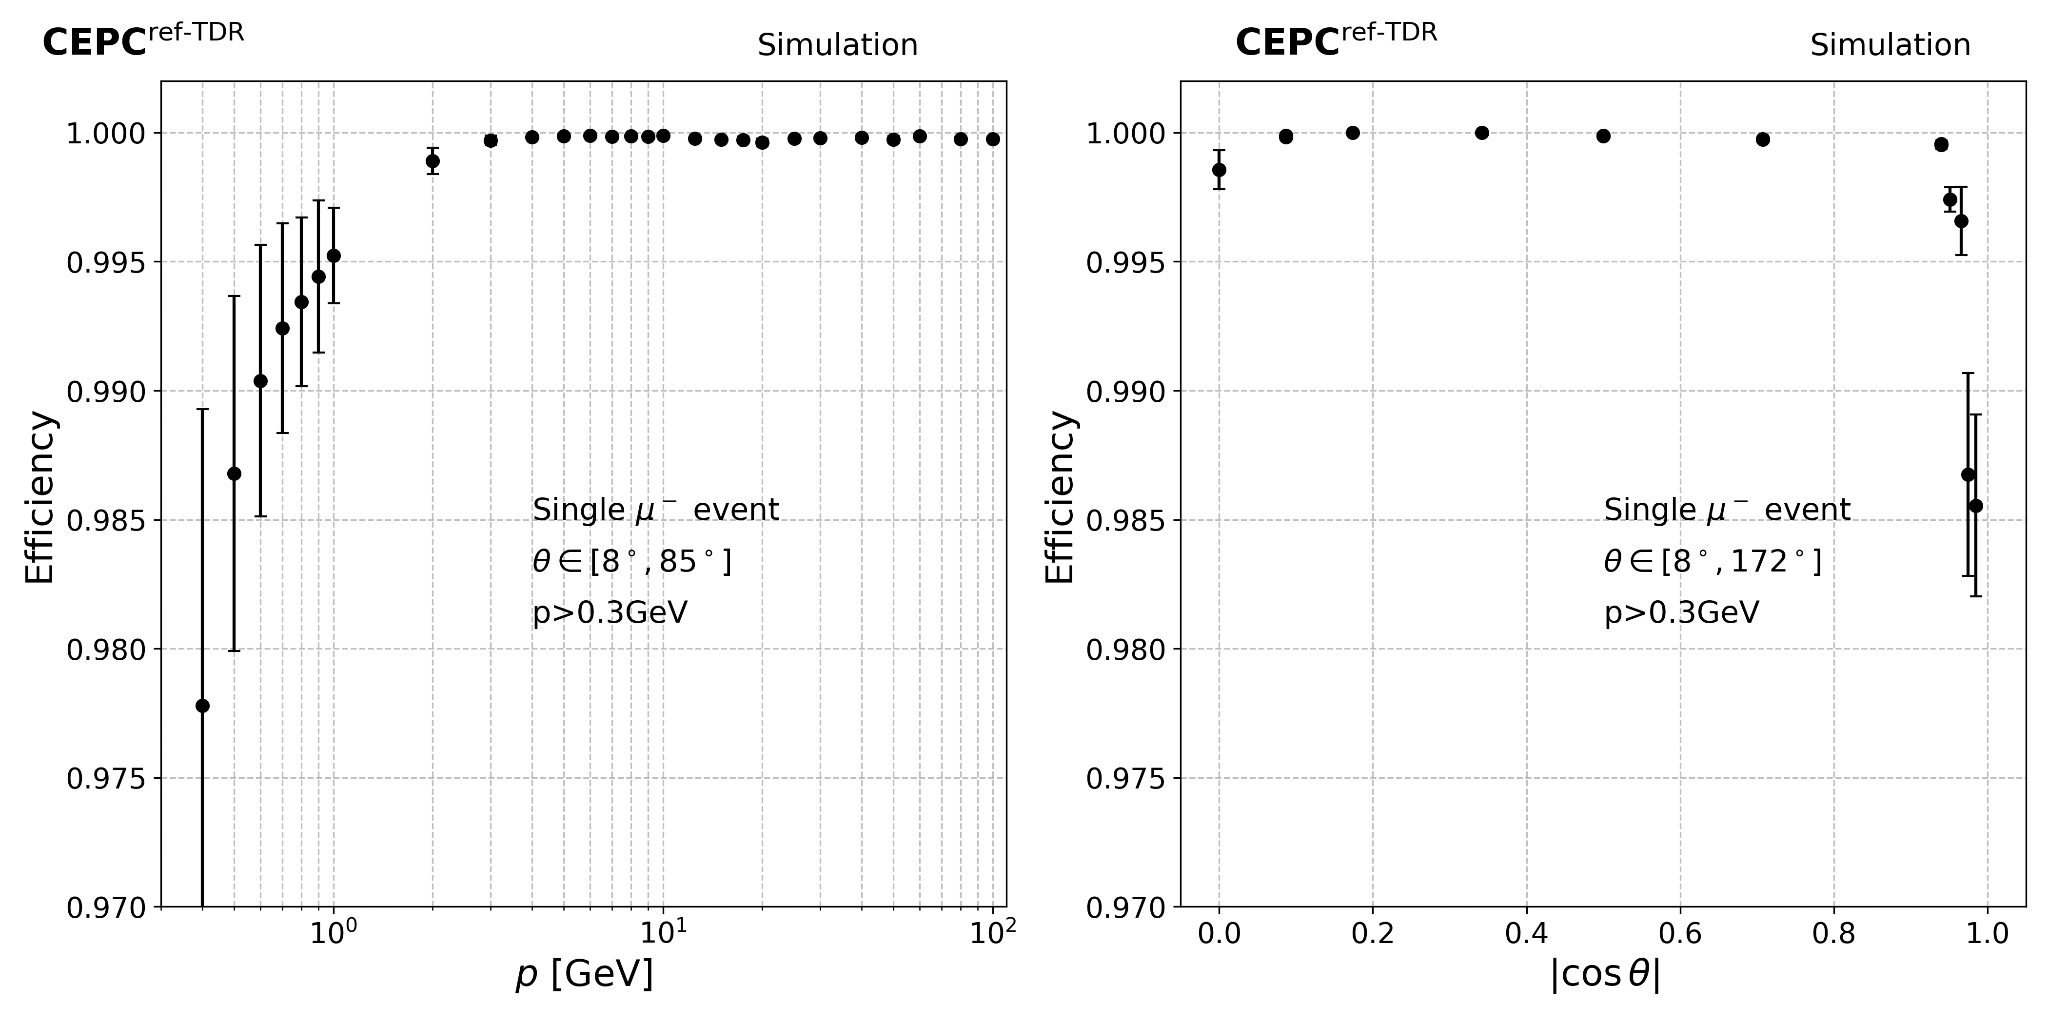 CEPC^ref-TDR
Simulation
Efficiency
1.000
0.995
0.990
0.985
0.980
0.975
0.970
Single μ⁻ event
θ ∈ [8°, 85°]
p>0.3GeV
10⁰
10¹
10²
p [GeV]
CEPC^ref-TDR
Simulation
Efficiency
1.000
0.995
0.990
0.985
0.980
0.975
0.970
Single μ⁻ event
θ ∈ [8°, 172°]
p>0.3GeV
0.0
0.2
0.4
0.6
0.8
1.0
|cos θ|